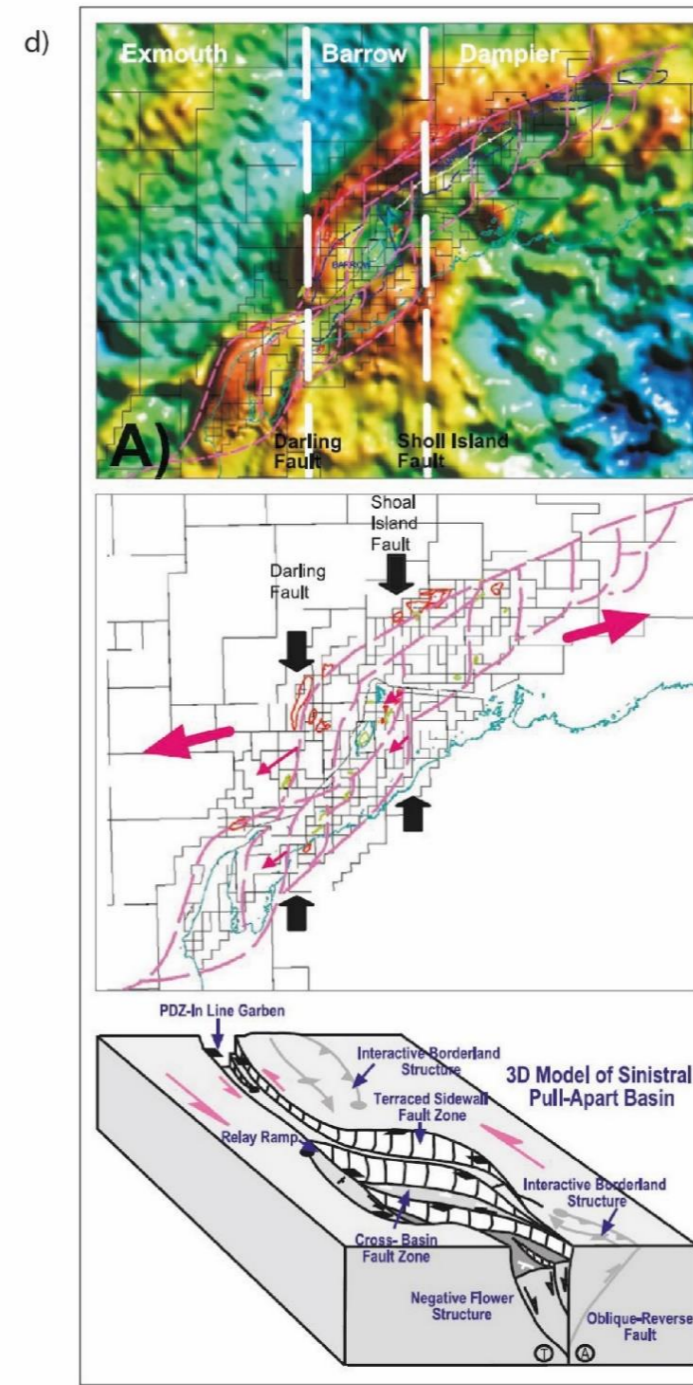 d)
Exmouth Barrow Dampier
BARROW
A)
Darling
Fault
Sholl Island
Fault
Shoal
Island
Fault
Darling
Fault
PDZ-In Line Garben
Interactive Borderland
Structure
3D Model of Sinistral
Pull-Apart Basin
Terraced Sidewall
Fault Zone
Relay Ramp
Interactive Borderland
Structure
Cross- Basin
Fault Zone
Negative Flower
Structure
Oblique-Reverse
Fault
T A